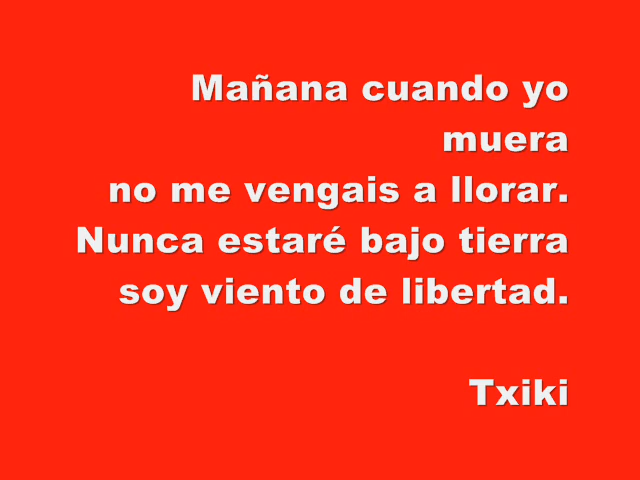 Mañana cuando yo
muera
no me vengais a llorar.
Nunca estaré bajo tierra
soy viento de libertad.
Txiki